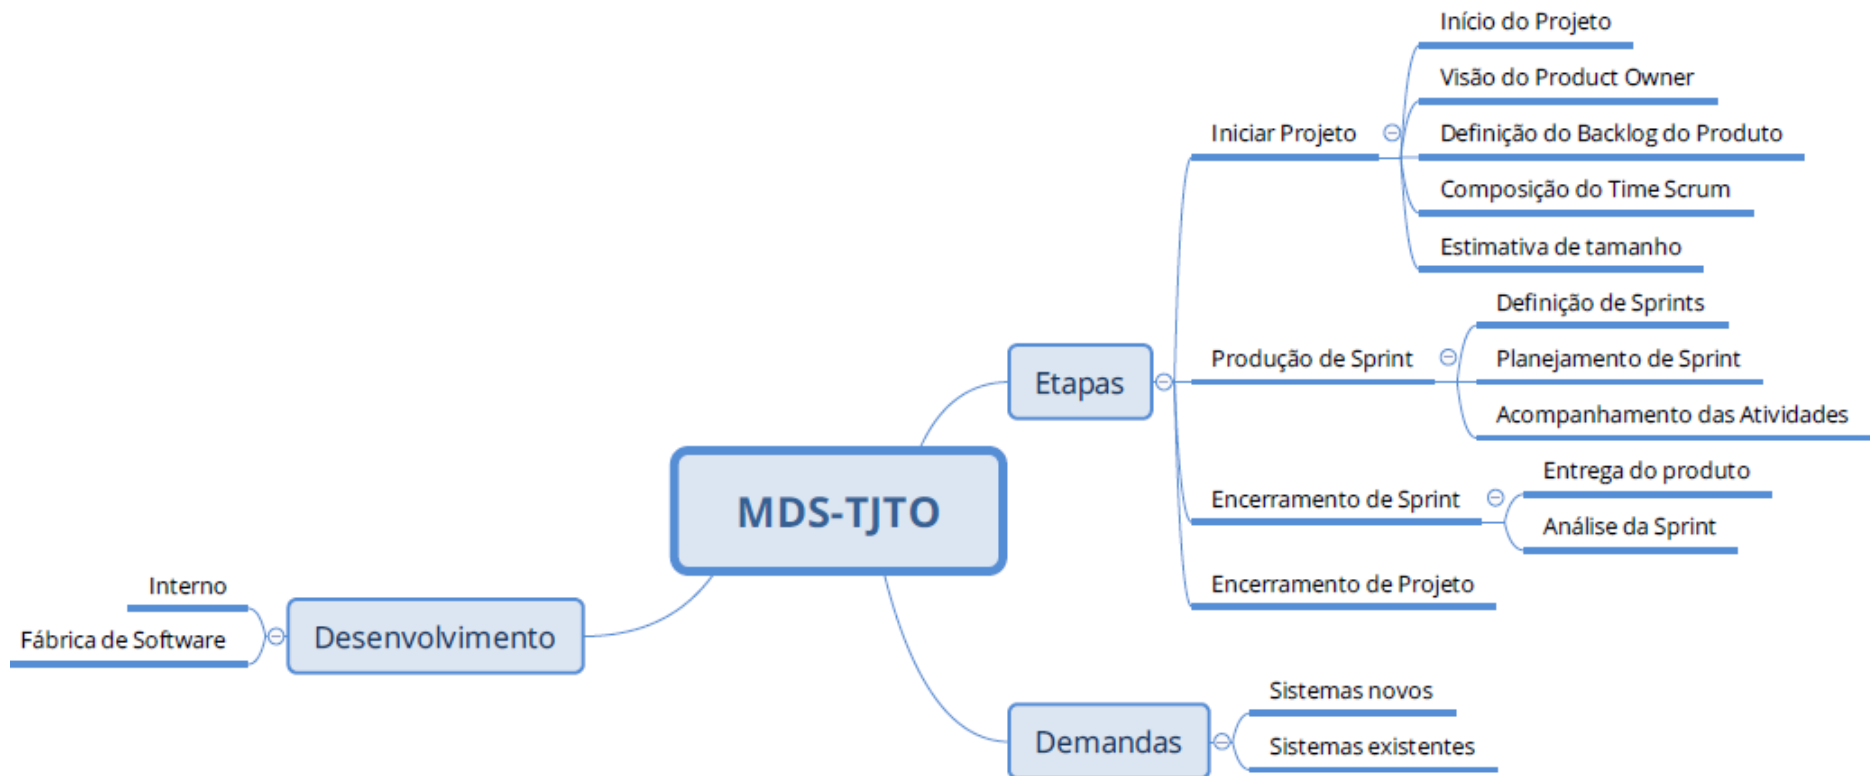 MDS-TJTO
Etapas
Iniciar Projeto
Início do Projeto
Visão do Product Owner
Definição do Backlog do Produto
Composição do Time Scrum
Estimativa de tamanho
Produção de Sprint
Definição de Sprints
Planejamento de Sprint
Acompanhamento das Atividades
Encerramento de Sprint
Entrega do produto
Análise da Sprint
Encerramento de Projeto
Demandas
Sistemas novos
Sistemas existentes
Desenvolvimento
Interno
Fábrica de Software